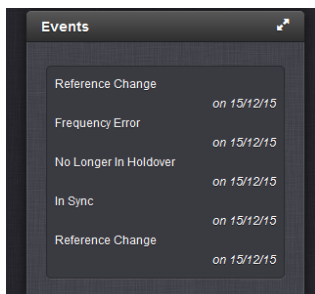 Events
Reference Change
on 15/12/15
Frequency Error
on 15/12/15
No Longer In Holdover
on 15/12/15
In Sync
on 15/12/15
Reference Change
on 15/12/15